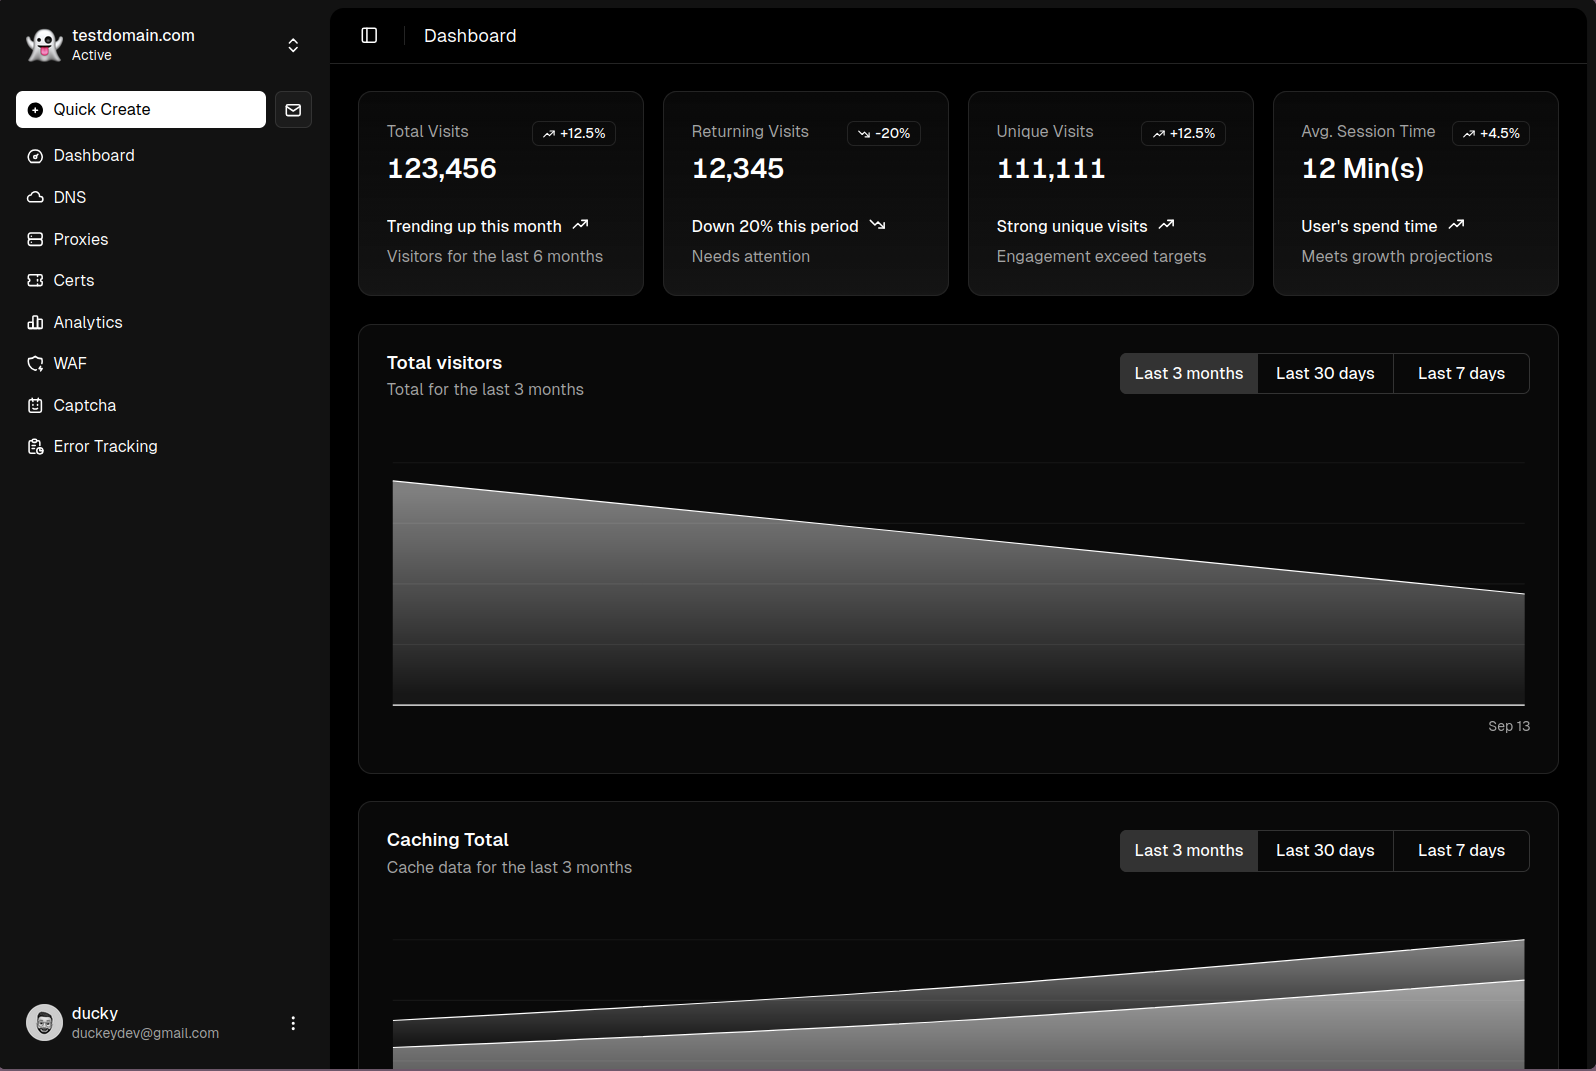 testdomain.com
Active
Quick Create
Dashboard
DNS
Proxies
Certs
Analytics
WAF
Captcha
Error Tracking
ducky
duckeydev@gmail.com
Dashboard
Total Visits
+12.5%
123,456
Trending up this month
Visitors for the last 6 months
Returning Visits
-20%
12,345
Down 20% this period
Needs attention
Unique Visits
+12.5%
111,111
Strong unique visits
Engagement exceed targets
Avg. Session Time
+4.5%
12 Min(s)
User's spend time
Meets growth projections
Total visitors
Total for the last 3 months
Last 3 months
Last 30 days
Last 7 days
Sep 13
Caching Total
Cache data for the last 3 months
Last 3 months
Last 30 days
Last 7 days